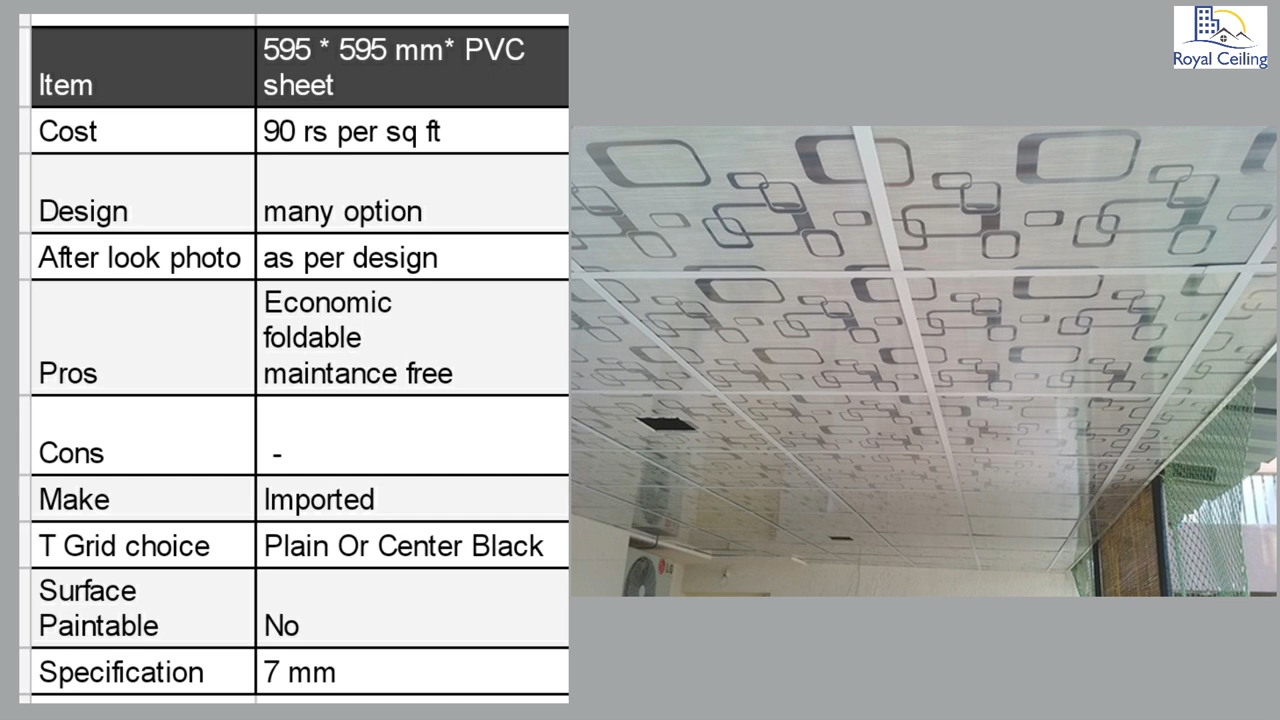 Item
595 * 595 mm* PVC
sheet
Cost
90 rs per sq ft
Design
many option
After look photo
as per design
Pros
Economic
foldable
maintance free
Cons
-
Make
Imported
T Grid choice
Plain Or Center Black
Surface
Paintable
No
Specification
7 mm
Royal Ceiling
LG